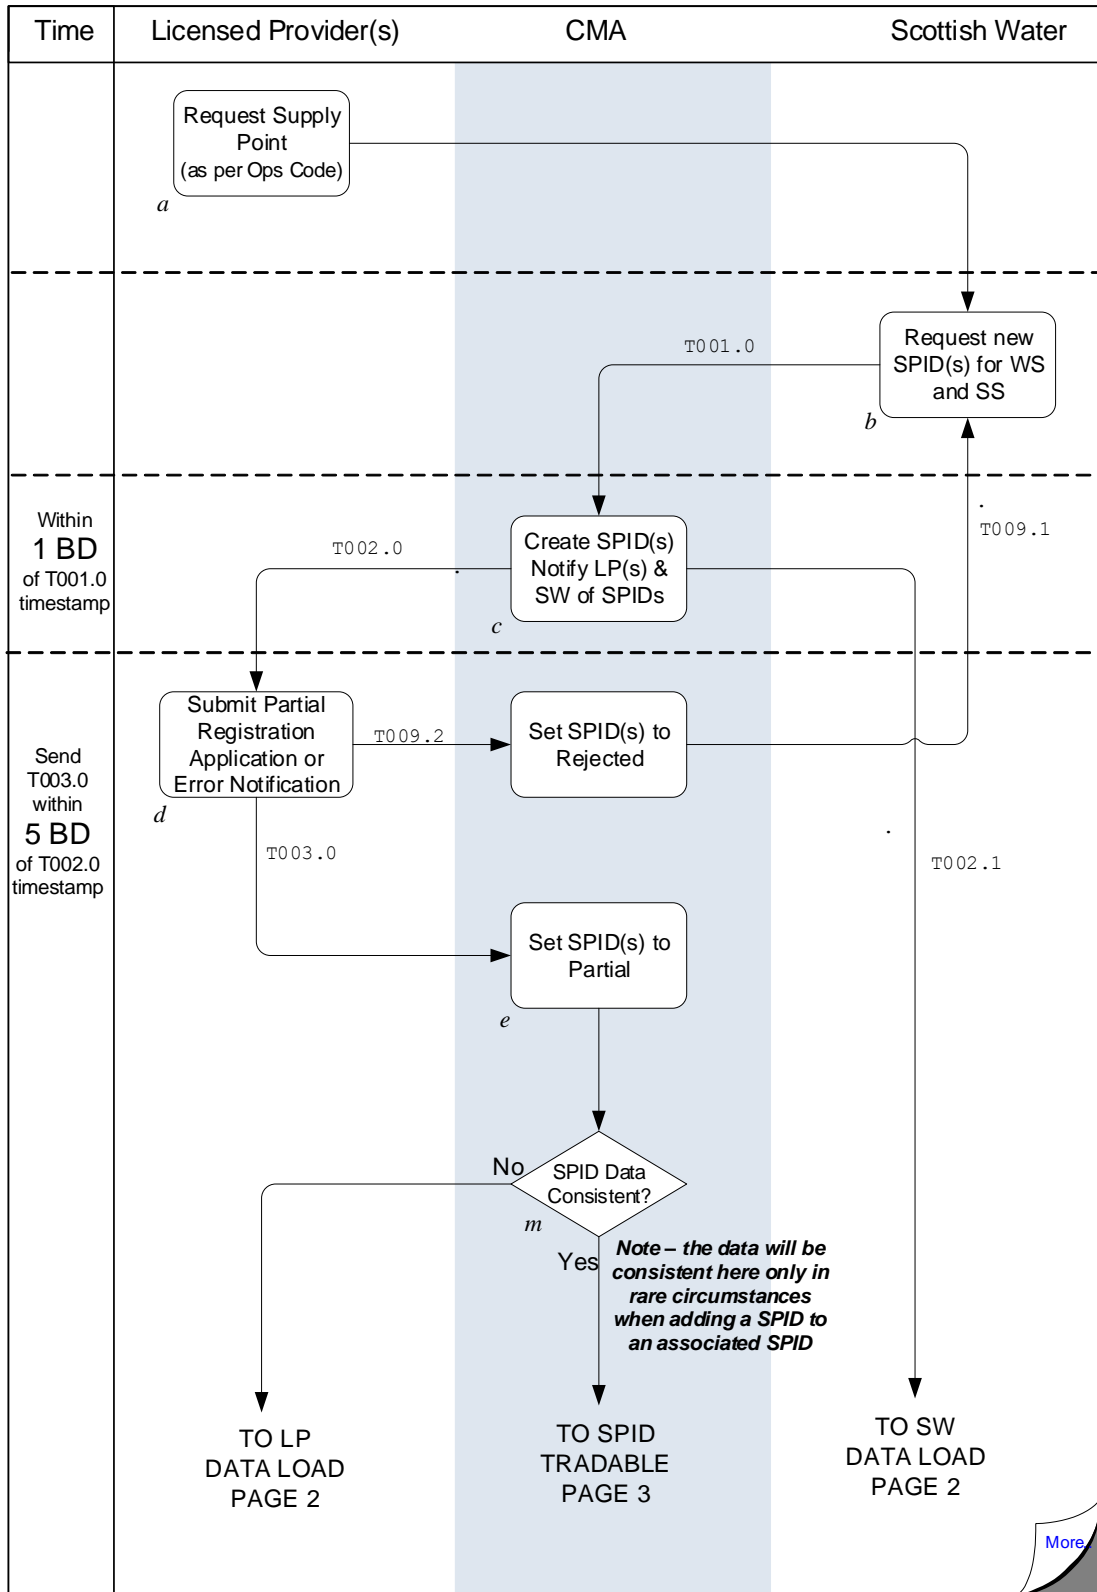 Time
Licensed Provider(s)
CMA
Scottish Water
Request Supply
Point
(as per Ops Code)
a
Request new
SPID(s) for WS
and SS
b
T001.0
Within
1 BD
of T001.0
timestamp
T002.0
Create SPID(s)
Notify LP(s) &
SW of SPIDs
c
T009.1
Send
T003.0
within
5 BD
of T002.0
timestamp
Submit Partial
Registration
Application or
Error Notification
d
T009.2
Set SPID(s) to
Rejected
T003.0
T002.1
Set SPID(s) to
Partial
e
No
SPID Data
Consistent?
m
Yes
Note – the data will be
consistent here only in
rare circumstances
when adding a SPID to
an associated SPID
TO LP
DATA LOAD
PAGE 2
TO SPID
TRADABLE
PAGE 3
TO SW
DATA LOAD
PAGE 2
More..